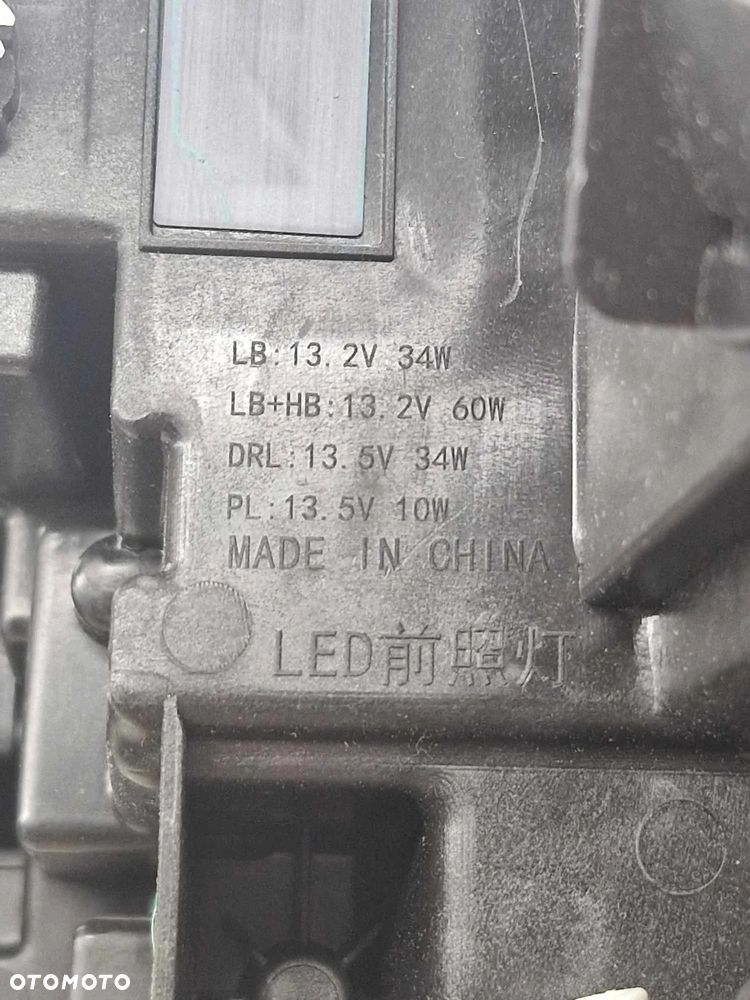 LB:13.2V 34W
LB+HB:13.2V 60W
DRL:13.5V 34W
PL:13.5V 10W
MADE IN CHINA
LED前照灯
OTOMOTO